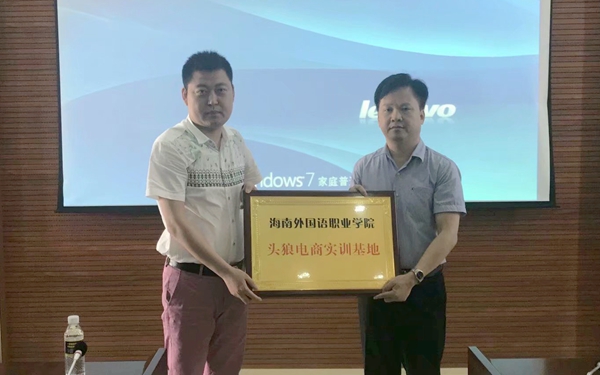 lenovo
Windows 7 家庭普
海南外国语职业学院
头狼电商实训基地